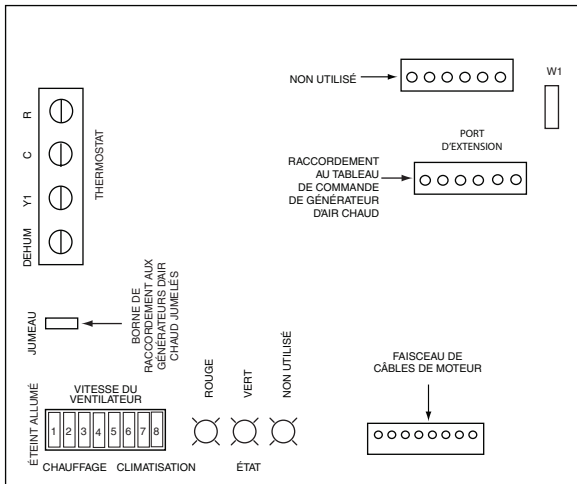 NON UTILISÉ
W1
PORT
D'EXTENSION
RACCORDEMENT
AU TABLEAU
DE COMMANDE
DE GÉNÉRATEUR
D'AIR CHAUD
R
C
Y1
DEHUM
THERMOSTAT
JUMEAU
BORNE DE
RACCORDEMENT AUX
GÉNÉRATEURS D'AIR
CHAUD JUMELÉS
ÉTEINT ALLUMÉ
VITESSE DU
VENTILATEUR
1 2 3 4 5 6 7 8
CHAUFFAGE CLIMATISATION
ROUGE
VERT
NON UTILISÉ
ÉTAT
FAISCEAU DE
CÂBLES DE MOTEUR